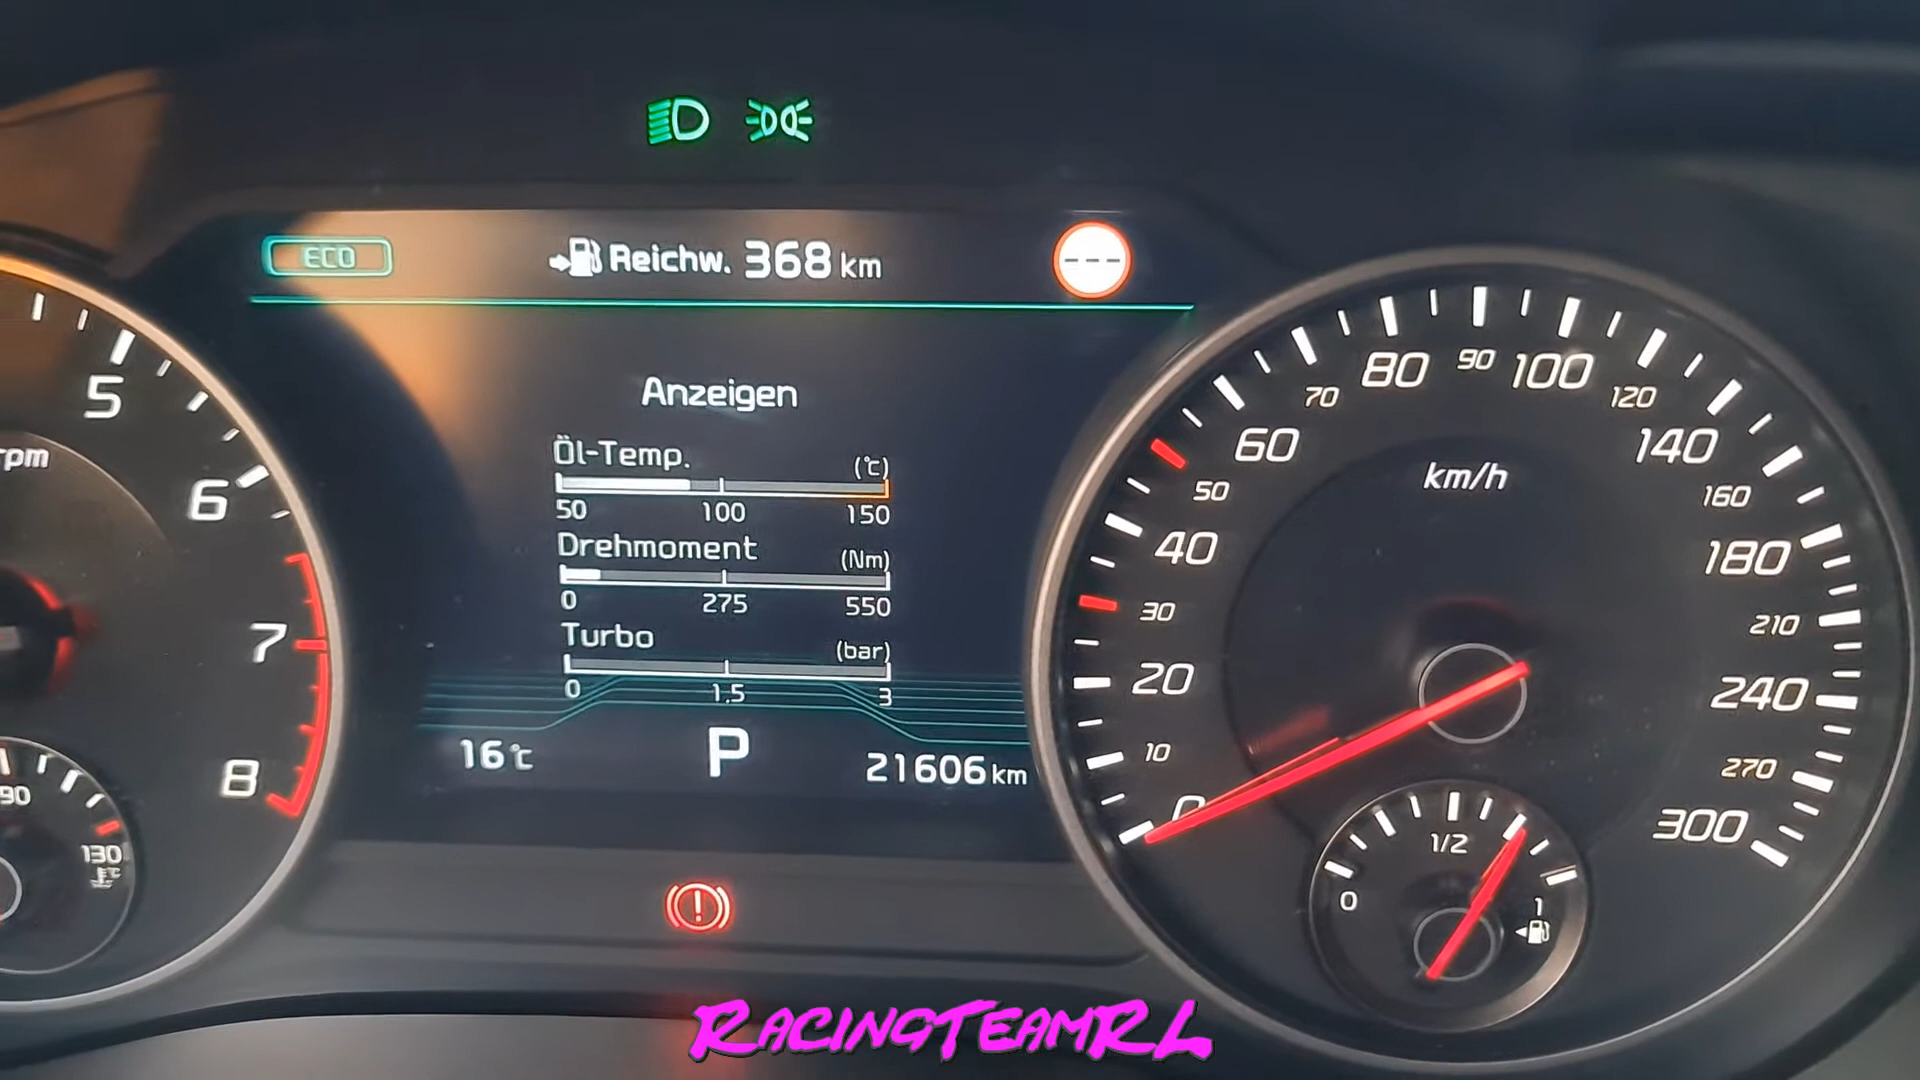 ECO
Reichw. 368 km
Anzeigen
Öl-Temp. (°C)
50 100 150
Drehmoment (Nm)
0 275 550
Turbo (bar)
0 1,5 3
16°C P 21606 km
5
rpm
6
7
8
90
130
°C
km/h
0
10
20
30
40
50
60
70
80
90
100
120
140
160
180
210
240
270
300
0 1/2 1
RacingTeamRL